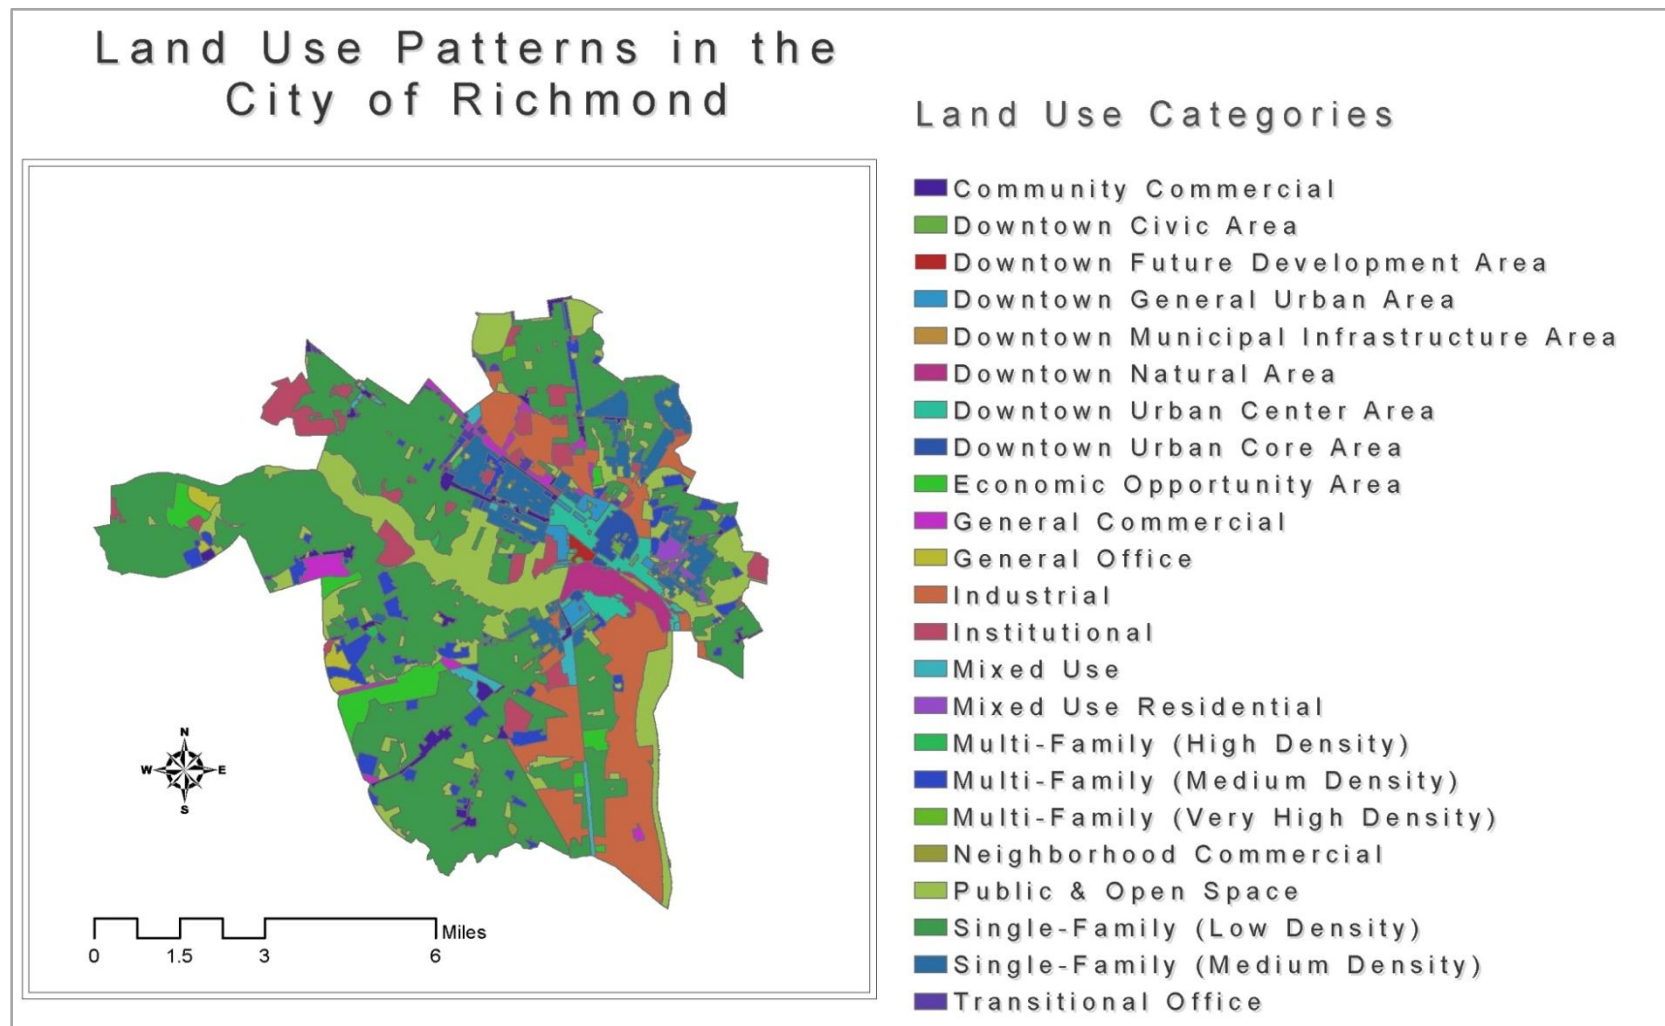 Land Use Patterns in the
City of Richmond
Land Use Categories
Community Commercial
Downtown Civic Area
Downtown Future Development Area
Downtown General Urban Area
Downtown Municipal Infrastructure Area
Downtown Natural Area
Downtown Urban Center Area
Downtown Urban Core Area
Economic Opportunity Area
General Commercial
General Office
Industrial
Institutional
Mixed Use
Mixed Use Residential
Multi-Family (High Density)
Multi-Family (Medium Density)
Multi-Family (Very High Density)
Neighborhood Commercial
Public & Open Space
Single-Family (Low Density)
Single-Family (Medium Density)
Transitional Office
N
W E
S
Miles
0 1.5 3 6